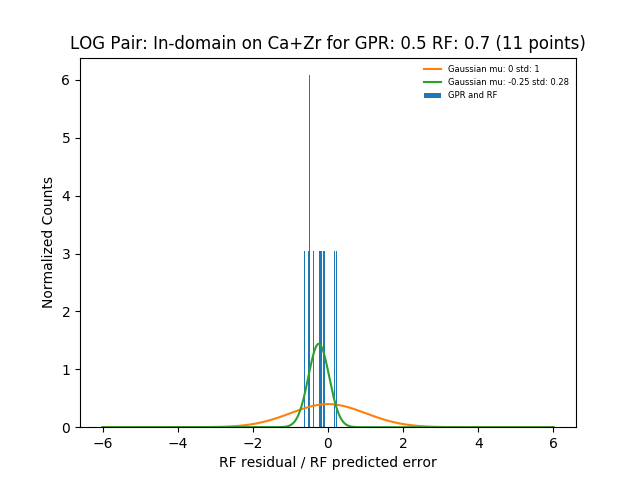 LOG Pair: In-domain on Ca+Zr for GPR: 0.5 RF: 0.7 (11 points)
Gaussian mu: 0 std: 1
Gaussian mu: -0.25 std: 0.28
GPR and RF
Normalized Counts
6
5
4
3
2
1
0
−6 −4 −2 0 2 4 6
RF residual / RF predicted error